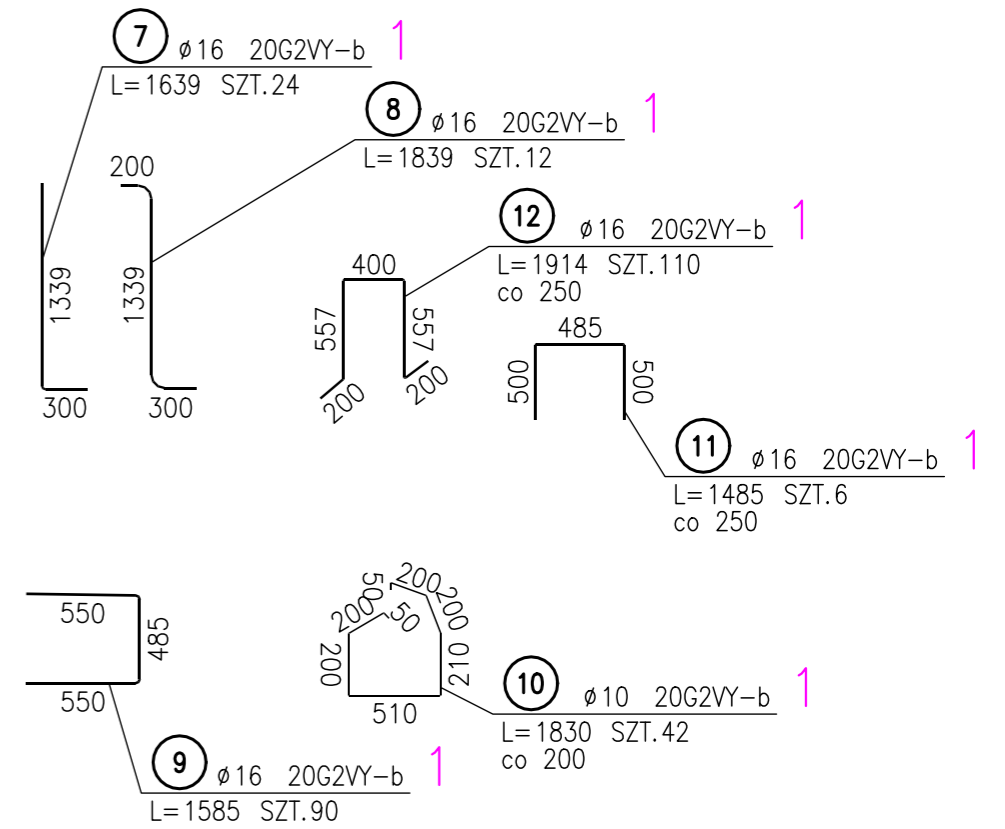 7 ø16 20G2VY-b 1
L=1639 SZT.24
8 ø16 20G2VY-b 1
L=1839 SZT.12
200
1339
300
1339
300
12 ø16 20G2VY-b 1
L=1914 SZT.110
co 250
400
557
557
200
200
485
500
500
11 ø16 20G2VY-b 1
L=1485 SZT.6
co 250
550
485
550
9 ø16 20G2VY-b 1
L=1585 SZT.90
50
200
200
200
50
200
210
510
10 ø10 20G2VY-b 1
L=1830 SZT.42
co 200